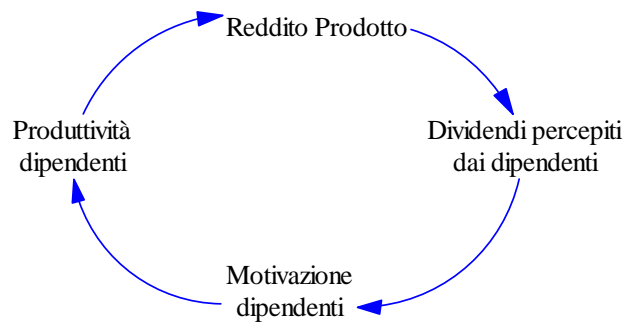 Reddito Prodotto
Produttività
dipendenti
Dividendi percepiti
dai dipendenti
Motivazione
dipendenti